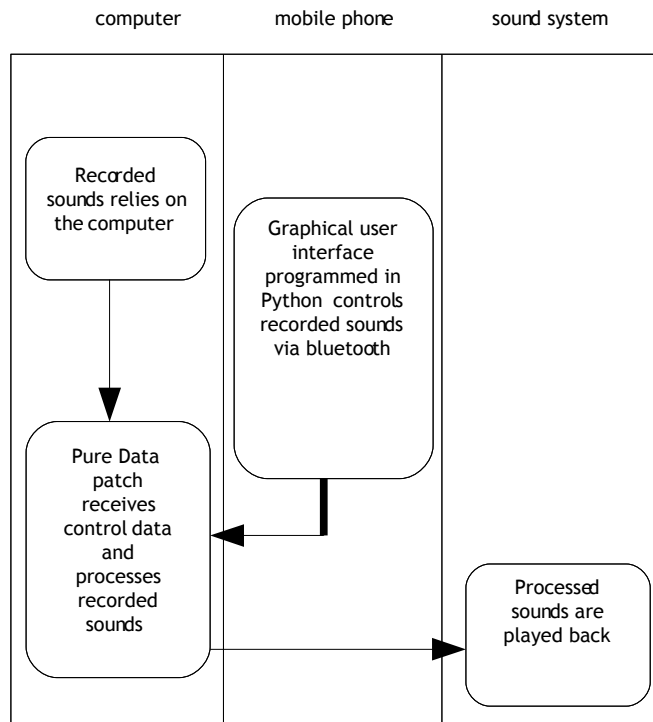 computer
mobile phone
sound system
Recorded
sounds relies on
the computer
Graphical user
interface
programmed in
Python controls
recorded sounds
via bluetooth
Pure Data
patch
receives
control data
and
processes
recorded
sounds
Processed
sounds are
played back